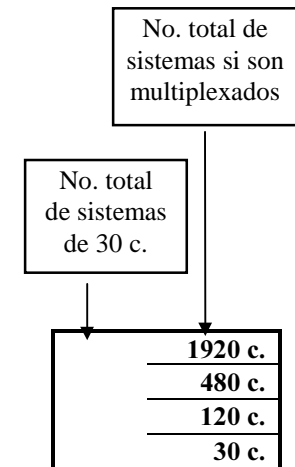 No. total de
sistemas si son
multiplexados
No. total
de sistemas
de 30 c.
1920 c.
480 c.
120 c.
30 c.